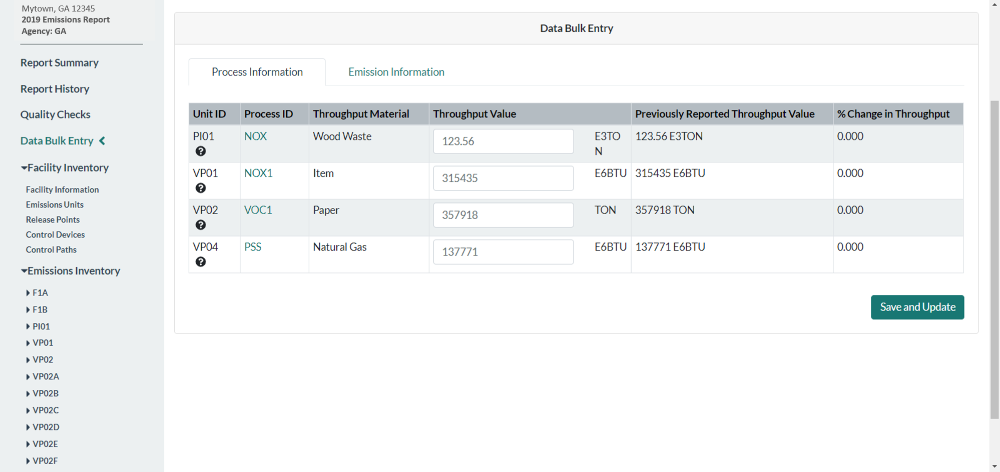 Mytown, GA 12345
2019 Emissions Report
Agency: GA
Report Summary
Report History
Quality Checks
Data Bulk Entry
Facility Inventory
Facility Information
Emissions Units
Release Points
Control Devices
Control Paths
Emissions Inventory
F1A
F1B
PI01
VP01
VP02
VP02A
VP02B
VP02C
VP02D
VP02E
VP02F
Data Bulk Entry
Process Information Emission Information
Unit ID Process ID Throughput Material Throughput Value Previously Reported Throughput Value % Change in Throughput
PI01 NOX Wood Waste 123.56 E3TO 123.56 E3TON 0.000
? N
VP01 NOX1 Item 315435 E6BTU 315435 E6BTU 0.000
?
VP02 VOC1 Paper 357918 TON 357918 TON 0.000
?
VP04 PSS Natural Gas 137771 E6BTU 137771 E6BTU 0.000
?
Save and Update